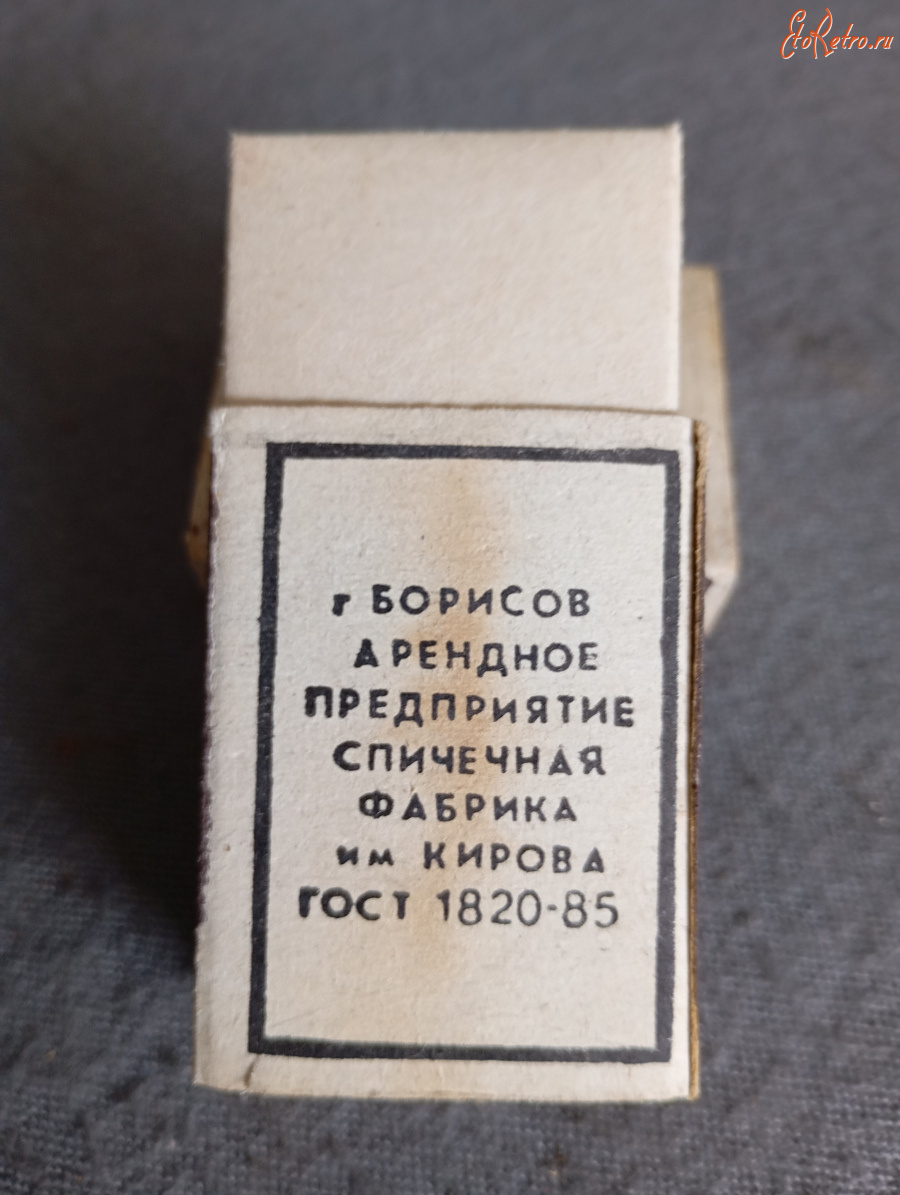 EtoRetro.ru
г БОРИСОВ
АРЕНДНОЕ
ПРЕДПРИЯТИЕ
СПИЧЕЧНАЯ
ФАБРИКА
им КИРОВА
ГОСТ 1820-85